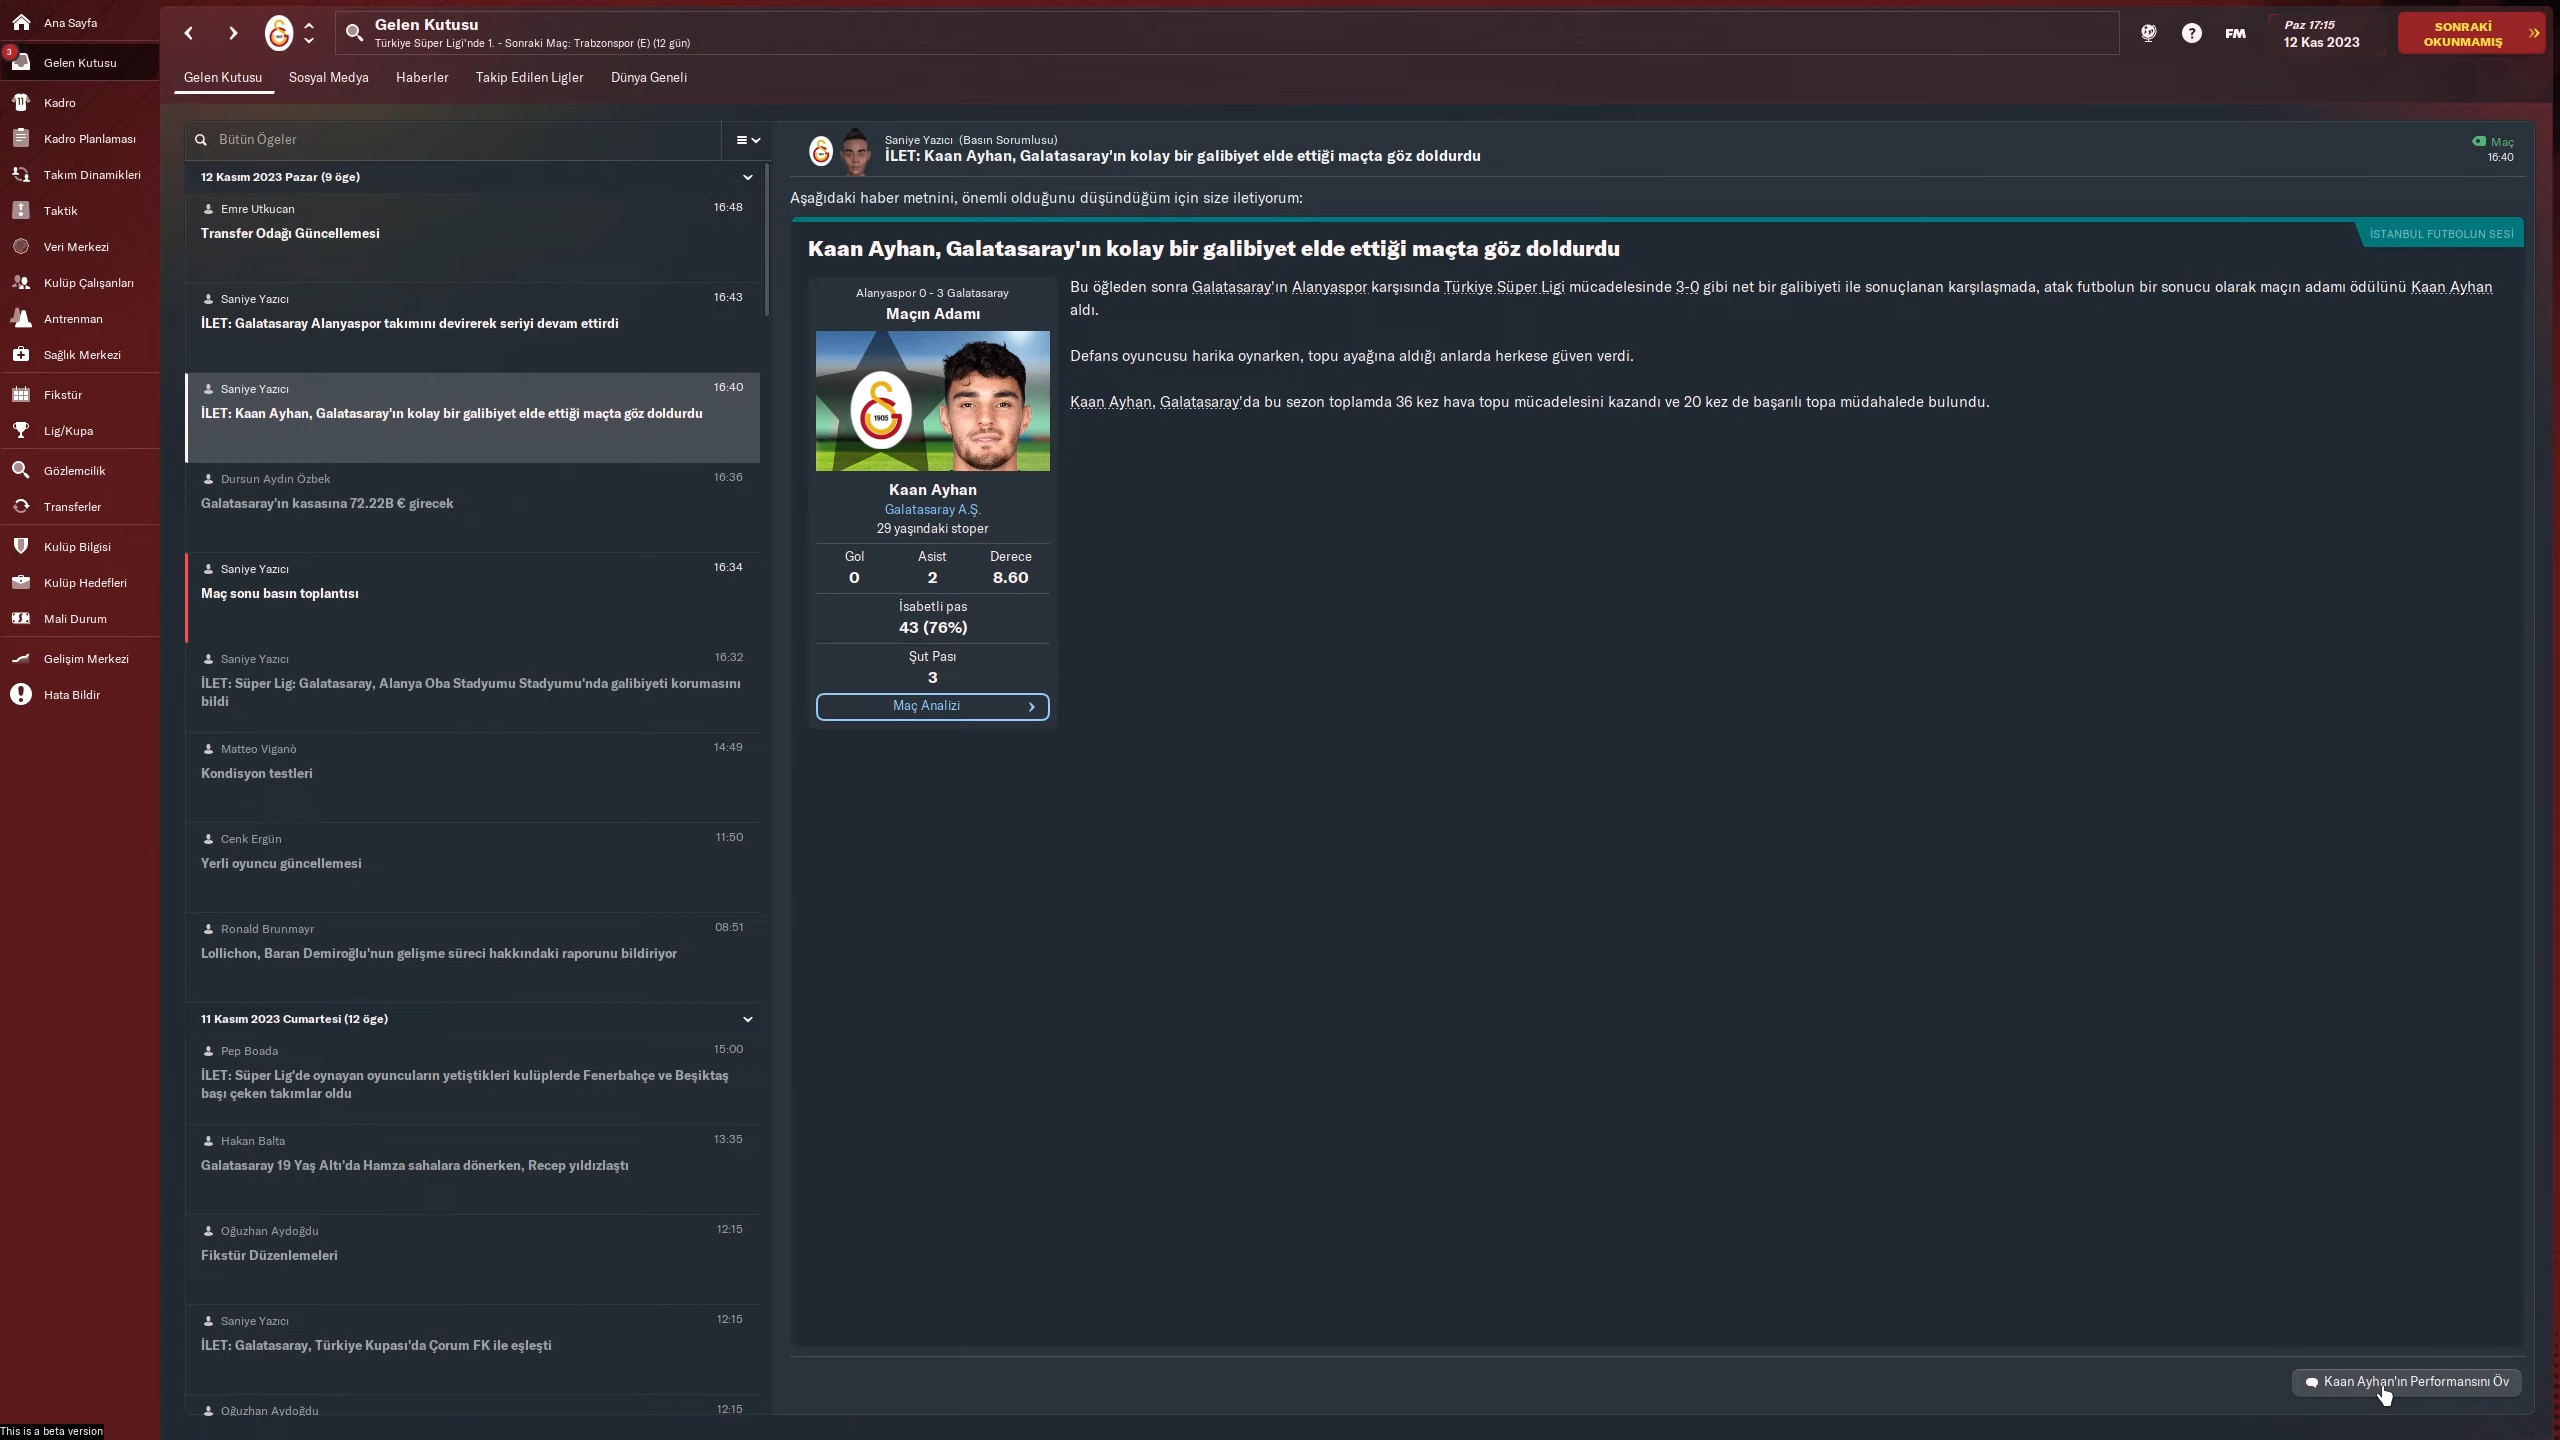 Ana Sayfa
3
Gelen Kutusu
Kadro
Kadro Planlaması
Takım Dinamikleri
Taktik
Veri Merkezi
Kulüp Çalışanları
Antrenman
Sağlık Merkezi
Fikstür
Lig/Kupa
Gözlemcilik
Transferler
Kulüp Bilgisi
Kulüp Hedefleri
Mali Durum
Gelişim Merkezi
Hata Bildir
This is a beta version
Gelen Kutusu
Türkiye Süper Ligi'nde 1. - Sonraki Maç: Trabzonspor (E) (12 gün)
FM
Paz 17:15
12 Kas 2023
SONRAKİ
OKUNMAMIŞ
Gelen Kutusu
Sosyal Medya
Haberler
Takip Edilen Ligler
Dünya Geneli
Bütün Ögeler
12 Kasım 2023 Pazar (9 öge)
Emre Utkucan
16:48
Transfer Odağı Güncellemesi
Saniye Yazıcı
16:43
İLET: Galatasaray Alanyaspor takımını devirerek seriyi devam ettirdi
Saniye Yazıcı
16:40
İLET: Kaan Ayhan, Galatasaray'ın kolay bir galibiyet elde ettiği maçta göz doldurdu
Dursun Aydın Özbek
16:36
Galatasaray'ın kasasına 72.22B € girecek
Saniye Yazıcı
16:34
Maç sonu basın toplantısı
Saniye Yazıcı
16:32
İLET: Süper Lig: Galatasaray, Alanya Oba Stadyumu Stadyumu'nda galibiyeti korumasını
bildi
Matteo Viganò
14:49
Kondisyon testleri
Cenk Ergün
11:50
Yerli oyuncu güncellemesi
Ronald Brunmayr
08:51
Lollichon, Baran Demiroğlu'nun gelişme süreci hakkındaki raporunu bildiriyor
11 Kasım 2023 Cumartesi (12 öge)
Pep Boada
15:00
İLET: Süper Lig'de oynayan oyuncuların yetiştikleri kulüplerde Fenerbahçe ve Beşiktaş
başı çeken takımlar oldu
Hakan Balta
13:35
Galatasaray 19 Yaş Altı'da Hamza sahalara dönerken, Recep yıldızlaştı
Oğuzhan Aydoğdu
12:15
Fikstür Düzenlemeleri
Saniye Yazıcı
12:15
İLET: Galatasaray, Türkiye Kupası'da Çorum FK ile eşleşti
Oğuzhan Aydoğdu
12:15
Saniye Yazıcı (Basın Sorumlusu)
İLET: Kaan Ayhan, Galatasaray'ın kolay bir galibiyet elde ettiği maçta göz doldurdu
Maç
16:40
Aşağıdaki haber metnini, önemli olduğunu düşündüğüm için size iletiyorum:
İSTANBUL FUTBOLUN SESİ
Kaan Ayhan, Galatasaray'ın kolay bir galibiyet elde ettiği maçta göz doldurdu
Alanyaspor 0 - 3 Galatasaray
Maçın Adamı
1905
Kaan Ayhan
Galatasaray A.Ş.
29 yaşındaki stoper
Gol Asist Derece
0 2 8.60
İsabetli pas
43 (76%)
Şut Pası
3
Maç Analizi
Bu öğleden sonra Galatasaray'ın Alanyaspor karşısında Türkiye Süper Ligi mücadelesinde 3-0 gibi net bir galibiyeti ile sonuçlanan karşılaşmada, atak futbolun bir sonucu olarak maçın adamı ödülünü Kaan Ayhan
aldı.
Defans oyuncusu harika oynarken, topu ayağına aldığı anlarda herkese güven verdi.
Kaan Ayhan, Galatasaray'da bu sezon toplamda 36 kez hava topu mücadelesini kazandı ve 20 kez de başarılı topa müdahalede bulundu.
Kaan Ayhan'ın Performansını Öv